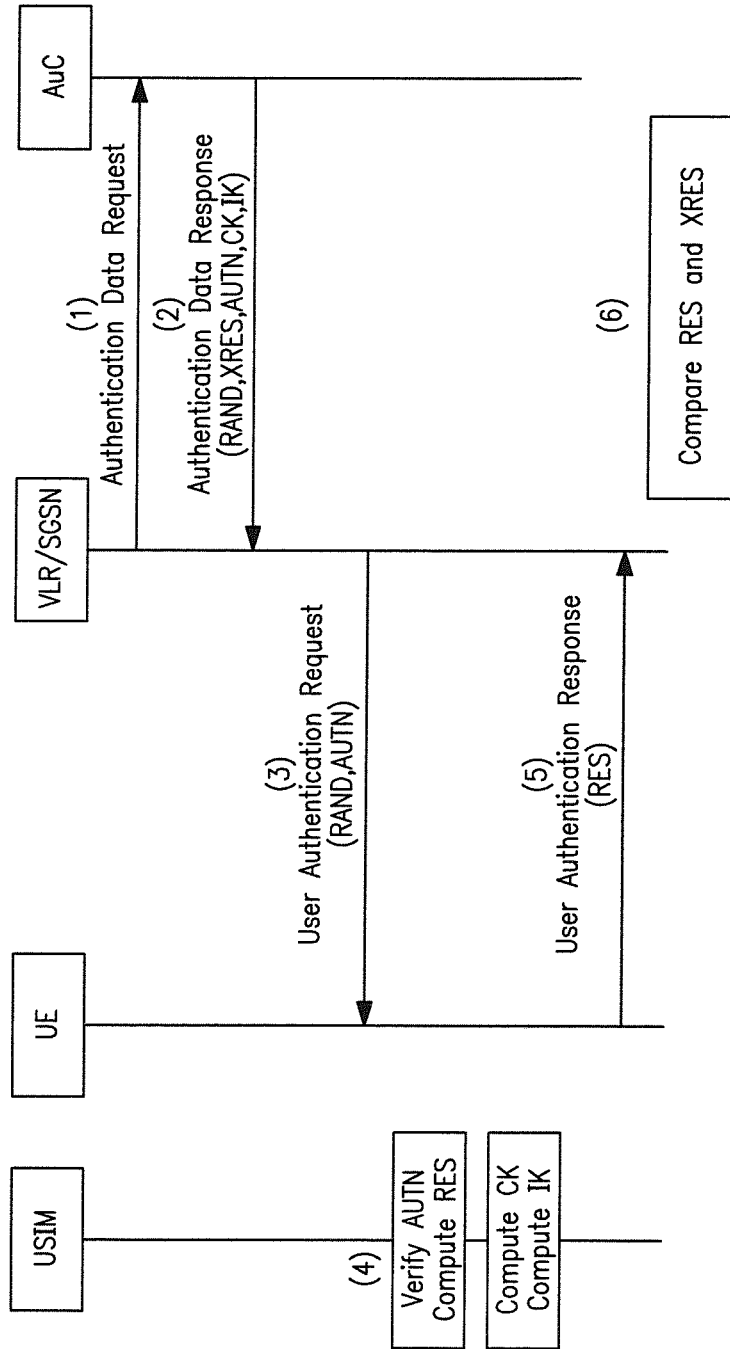 USIM
UE
VLR/SGSN
AuC
(1)
Authentication Data Request
(2)
Authentication Data Response
(RAND,XRES,AUTN,CK,IK)
(3)
User Authentication Request
(RAND,AUTN)
(4)
Verify AUTN
Compute RES
Compute CK
Compute IK
(5)
User Authentication Response
(RES)
(6)
Compare RES and XRES